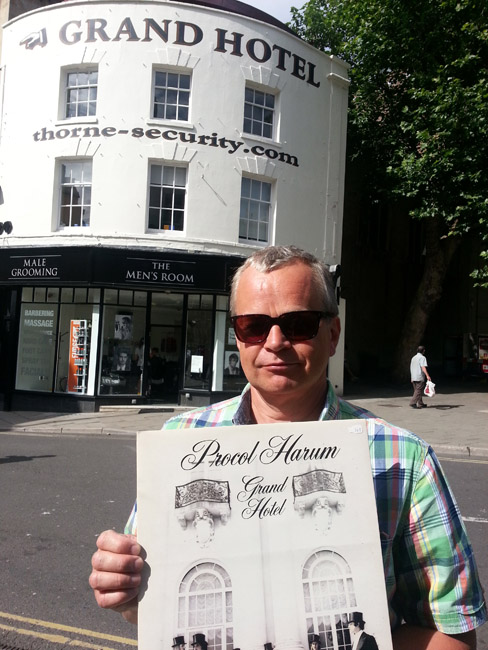 GRAND HOTEL
thorne-security.com
MALE
GROOMING
THE
MEN'S ROOM
BARBERING
MASSAGE
Procol Harum
Grand
Hotel